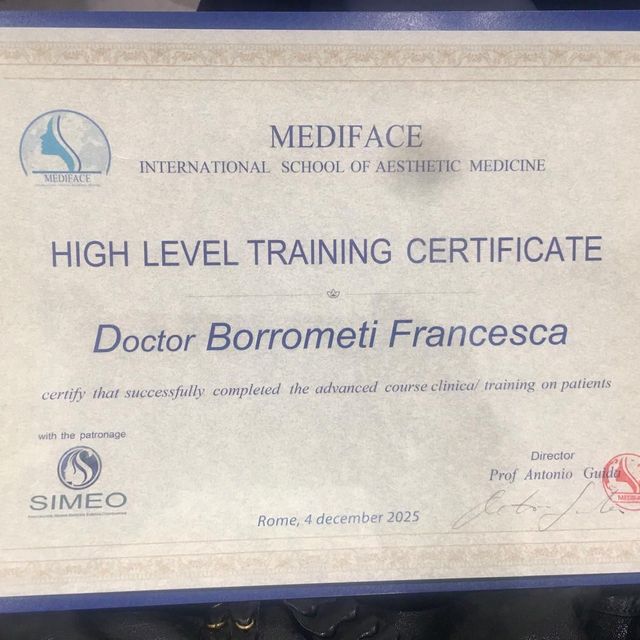 MEDIFACE
INTERNATIONAL SCHOOL OF AESTHETIC MEDICINE
MEDIFACE
HIGH LEVEL TRAINING CERTIFICATE
Doctor Borrometi Francesca
certify that successfully completed the advanced course clinica/ training on patients
with the patronage
SIMEO
Director
Prof Antonio Guida
Rome, 4 december 2025